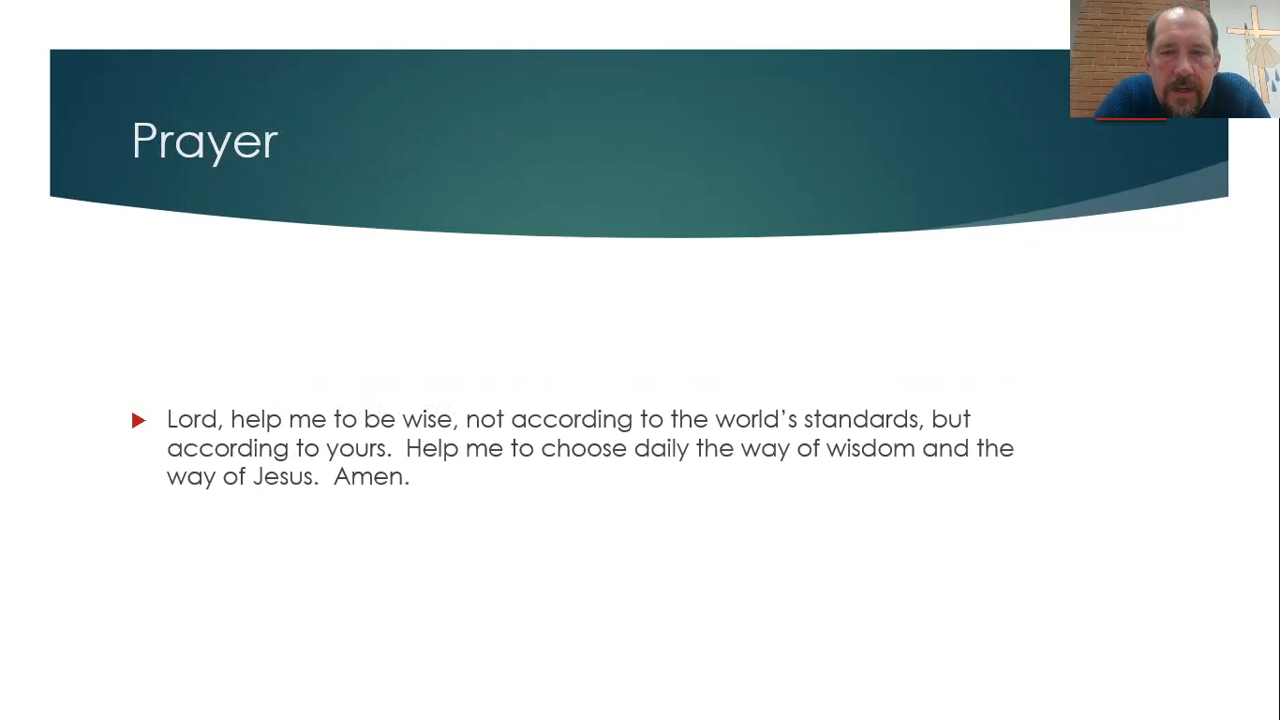 Prayer
Lord, help me to be wise, not according to the world’s standards, but
according to yours.  Help me to choose daily the way of wisdom and the
way of Jesus.  Amen.